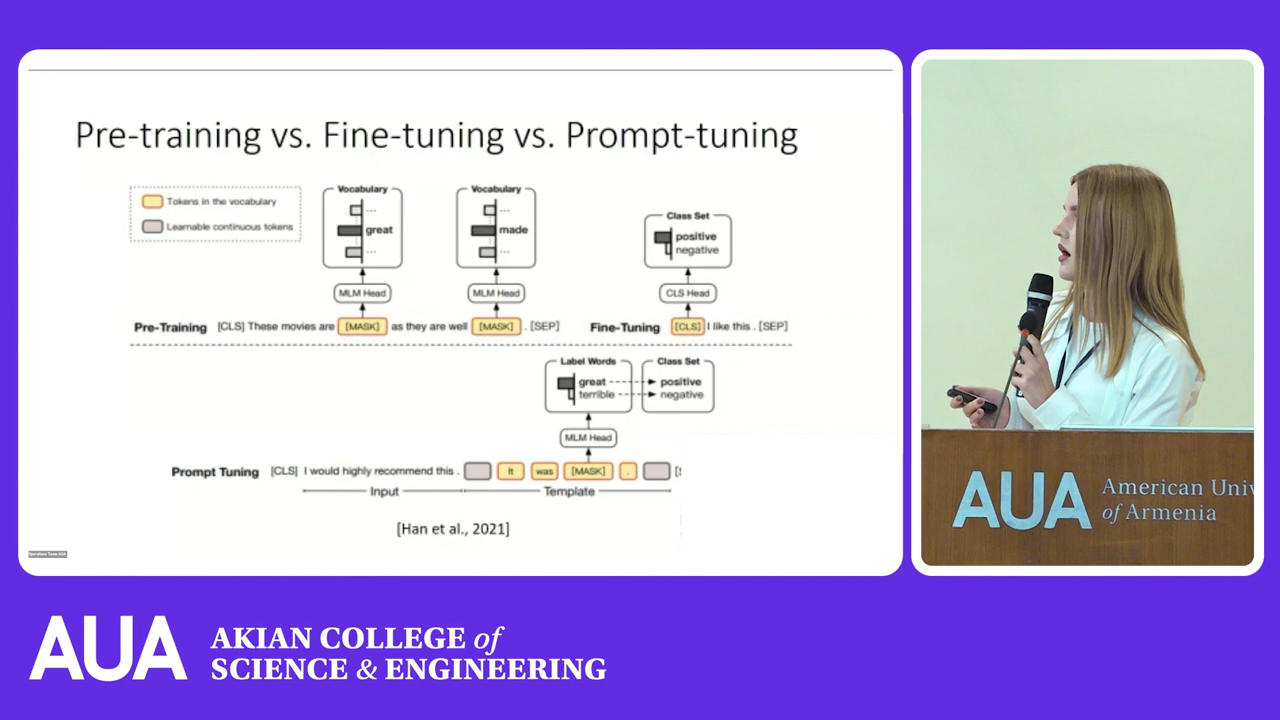 Pre-training vs. Fine-tuning vs. Prompt-tuning
Tokens in the vocabulary
Learnable continuous tokens
Vocabulary
...
great
...
MLM Head
Vocabulary
...
made
...
MLM Head
Class Set
positive
negative
CLS Head
Pre-Training [CLS] These movies are [MASK] as they are well [MASK] . [SEP]
Fine-Tuning [CLS] I like this . [SEP]
Label Words
great
terrible
Class Set
positive
negative
MLM Head
Prompt Tuning [CLS] I would highly recommend this . It was [MASK] .
Input
Template
[Han et al., 2021]
Operations Team AUA
AUA
American Univ
of Armenia
AUA
AKIAN COLLEGE of
SCIENCE & ENGINEERING